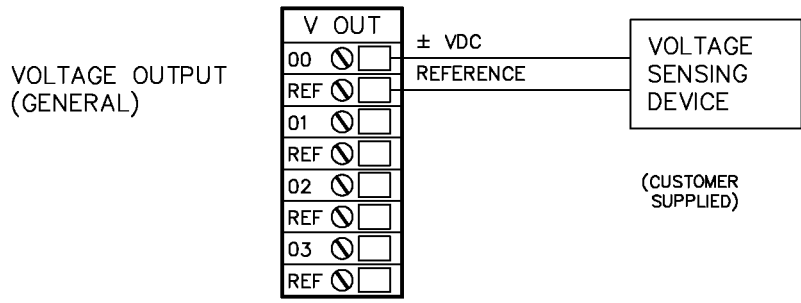 VOLTAGE OUTPUT
(GENERAL)
V OUT
00
REF
01
REF
02
REF
03
REF
± VDC
REFERENCE
VOLTAGE
SENSING
DEVICE
(CUSTOMER
SUPPLIED)